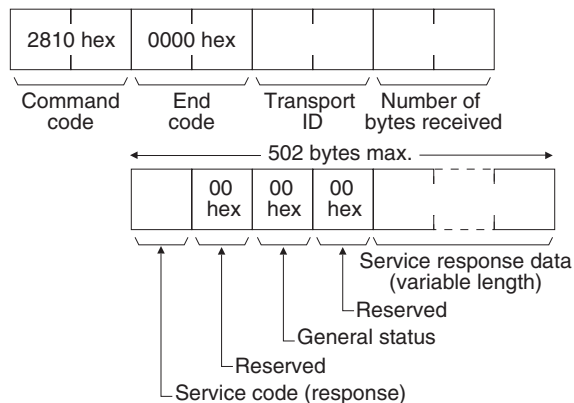 2810 hex 0000 hex
Command code End code Transport ID Number of bytes received
502 bytes max.
00 hex 00 hex 00 hex
Service response data (variable length)
Reserved
General status
Reserved
Service code (response)